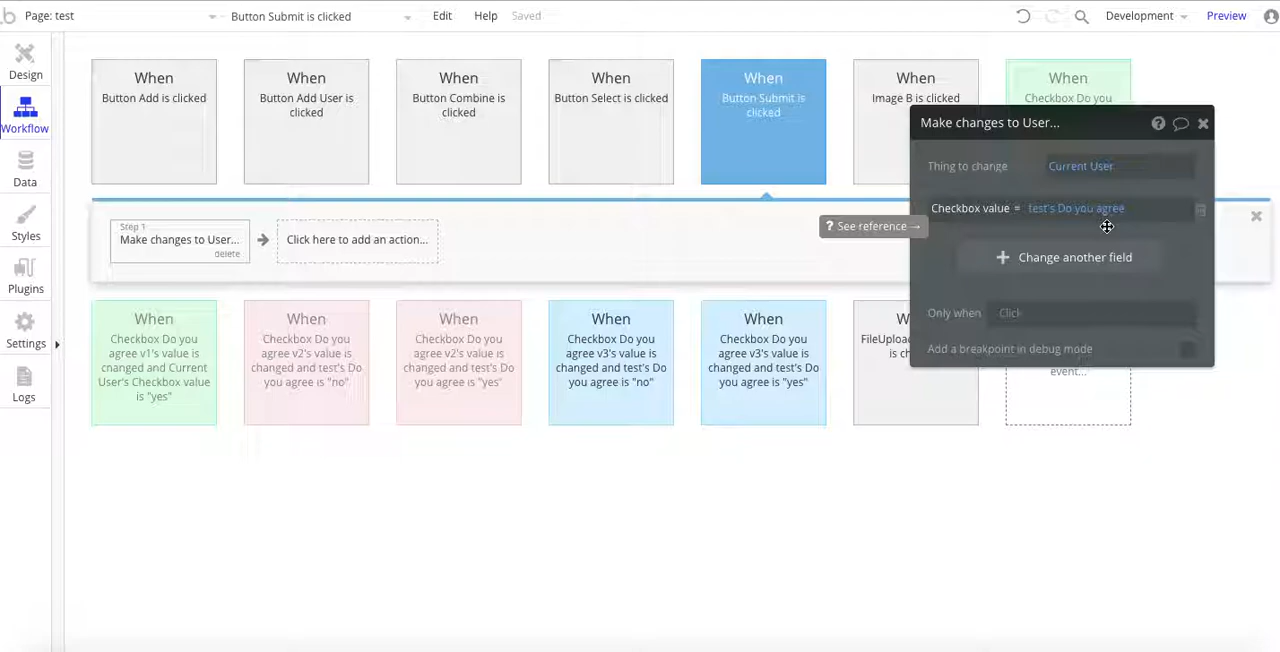 Page: test
Button Submit is clicked
Edit
Help
Saved
Development
Preview
Design
Workflow
Data
Styles
Plugins
Settings
Logs
When
Button Add is clicked
When
Button Add User is
clicked
When
Button Combine is
clicked
When
Button Select is clicked
When
Button Submit is
clicked
When
Image B is clicked
When
Checkbox Do you
Step 1
Make changes to User...
delete
Click here to add an action...
? See reference →
Make changes to User...
Thing to change
Current User
Checkbox value = test's Do you agree
Change another field
Only when
Click
Add a breakpoint in debug mode
When
Checkbox Do you
agree v1's value is
changed and Current
User's Checkbox value
is "yes"
When
Checkbox Do you
agree v2's value is
changed and test's Do
you agree is "no"
When
Checkbox Do you
agree v2's value is
changed and test's Do
you agree is "yes"
When
Checkbox Do you
agree v3's value is
changed and test's Do
you agree is "no"
When
Checkbox Do you
agree v3's value is
changed and test's Do
you agree is "yes"
event...